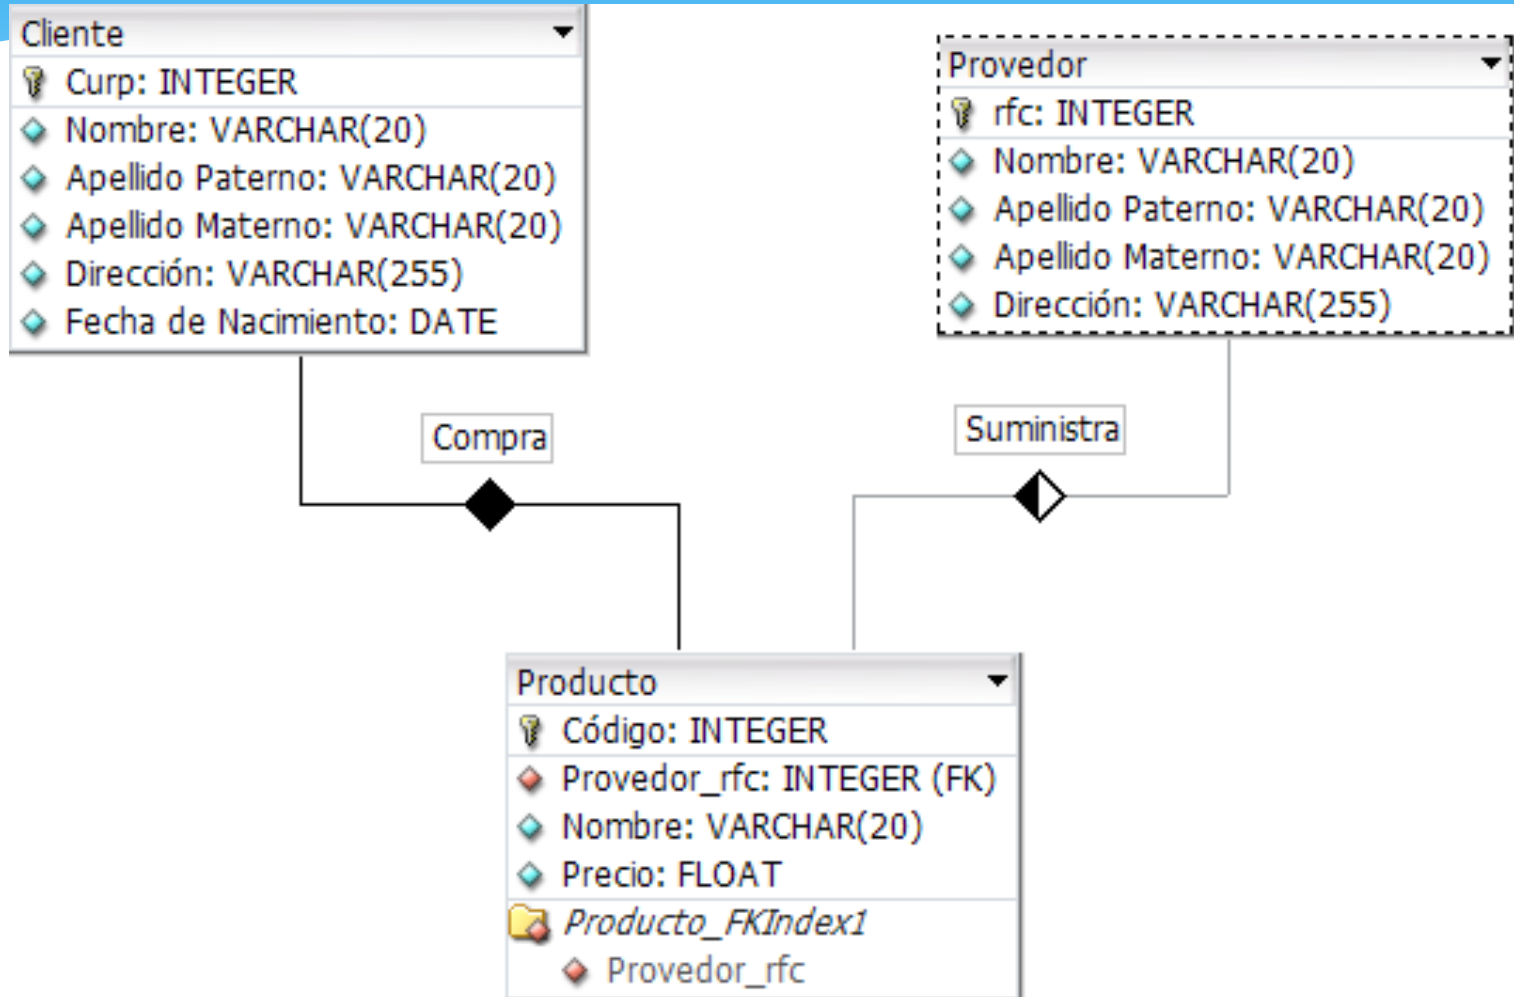 Cliente
Curp: INTEGER
Nombre: VARCHAR(20)
Apellido Paterno: VARCHAR(20)
Apellido Materno: VARCHAR(20)
Dirección: VARCHAR(255)
Fecha de Nacimiento: DATE
Provedor
rfc: INTEGER
Nombre: VARCHAR(20)
Apellido Paterno: VARCHAR(20)
Apellido Materno: VARCHAR(20)
Dirección: VARCHAR(255)
Compra
Suministra
Producto
Código: INTEGER
Provedor_rfc: INTEGER (FK)
Nombre: VARCHAR(20)
Precio: FLOAT
Producto_FKIndex1
Provedor_rfc